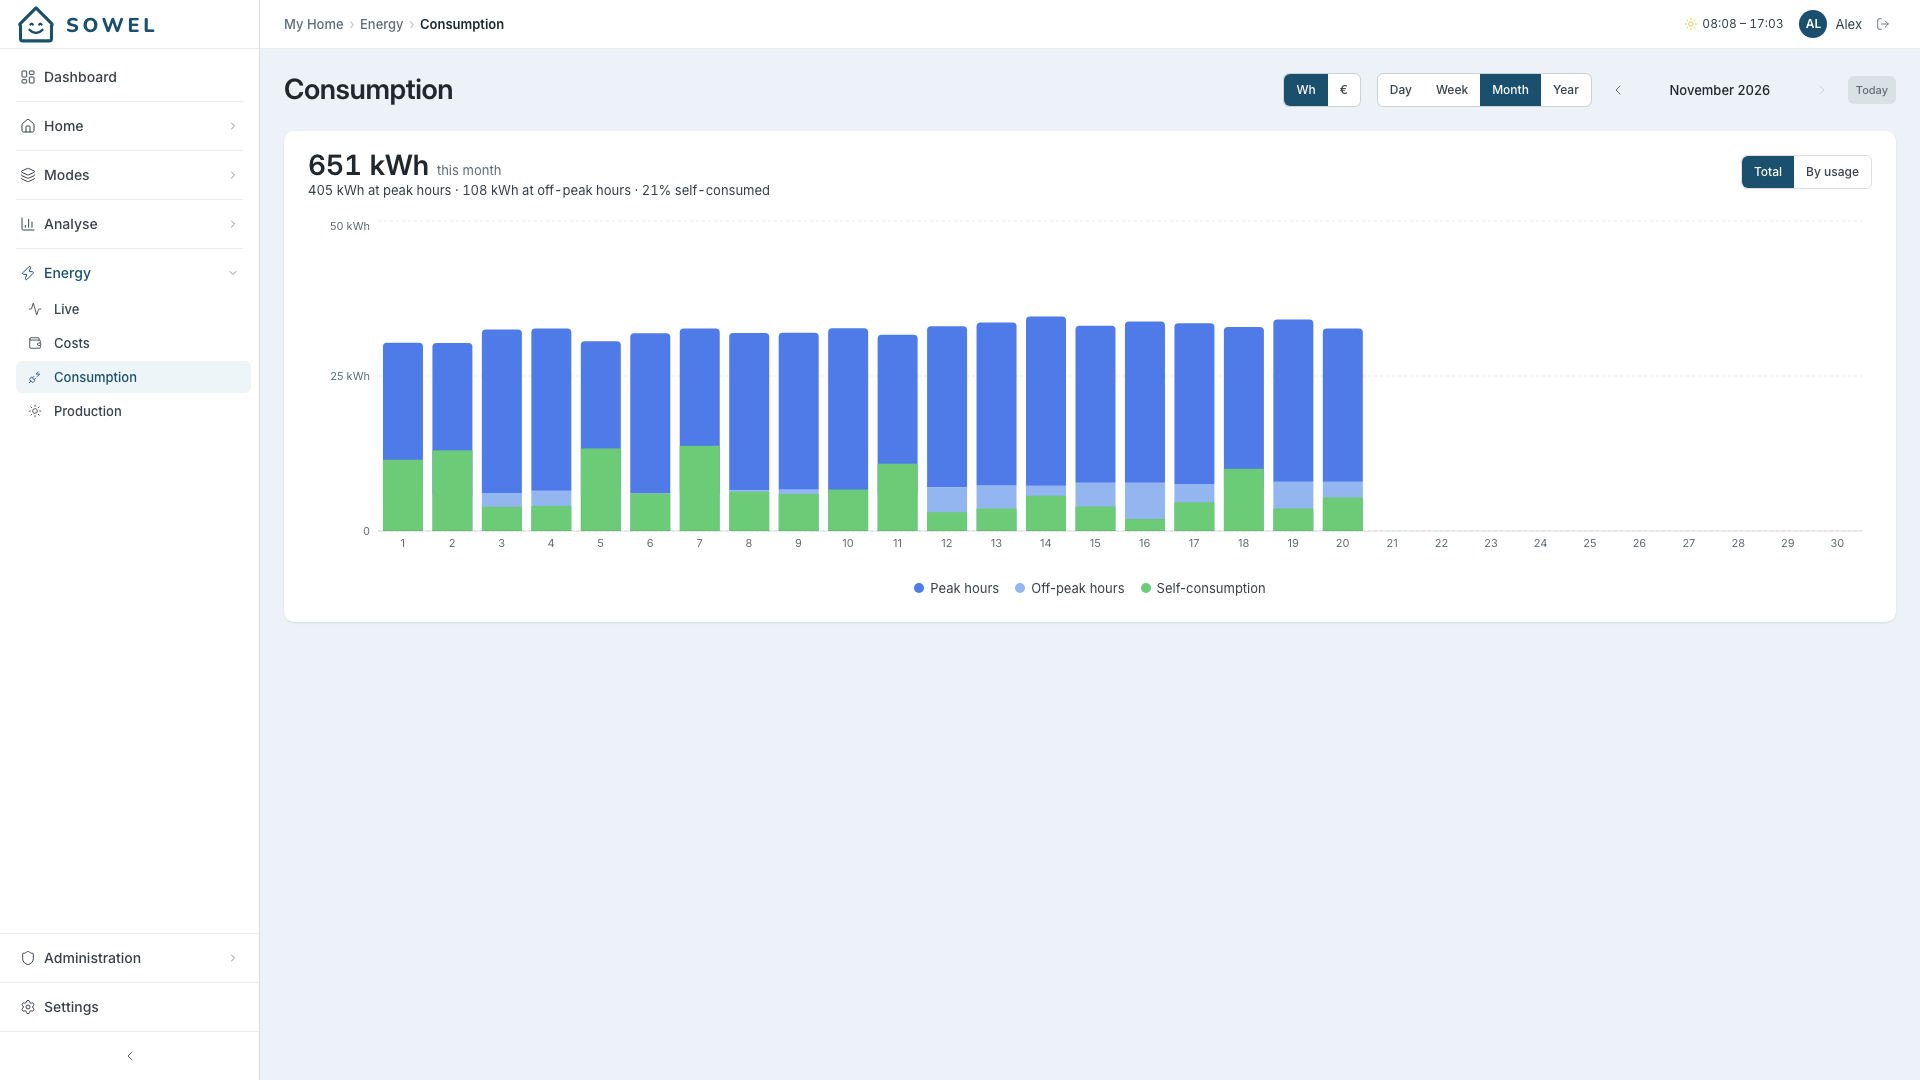 SOWEL
My Home › Energy › Consumption
08:08 – 17:03
AL
Alex
Dashboard
Home
Modes
Analyse
Energy
Live
Costs
Consumption
Production
Administration
Settings
Consumption
Wh
€
Day
Week
Month
Year
November 2026
Today
651 kWh this month
405 kWh at peak hours · 108 kWh at off-peak hours · 21% self-consumed
Total
By usage
50 kWh
25 kWh
0
1 2 3 4 5 6 7 8 9 10 11 12 13 14 15 16 17 18 19 20 21 22 23 24 25 26 27 28 29 30
Peak hours
Off-peak hours
Self-consumption